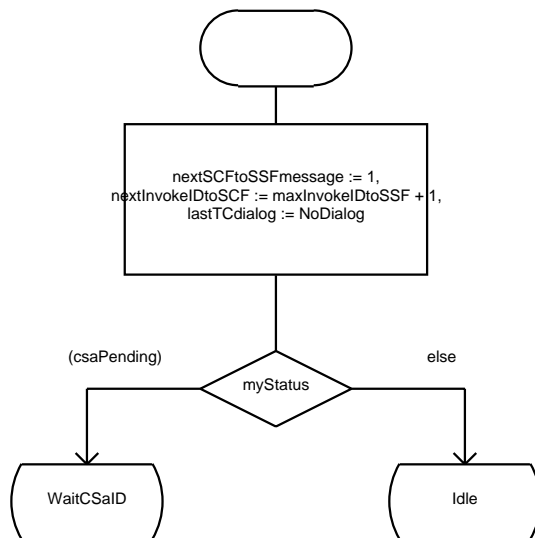 nextSCFtoSSFmessage := 1,
nextInvokeIDtoSCF := maxInvokeIDtoSSF + 1,
lastTCdialog := NoDialog
(csaPending)
else
myStatus
WaitCSaID
Idle